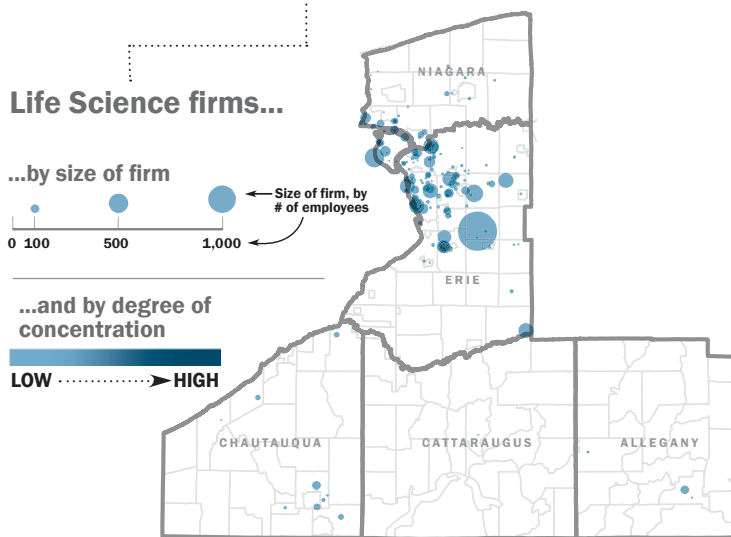 Life Science firms...
...by size of firm
Size of firm, by
# of employees
0 100 500 1,000
...and by degree of
concentration
LOW HIGH
NIAGARA
ERIE
CHAUTAUQUA
CATTARAUGUS
ALLEGANY